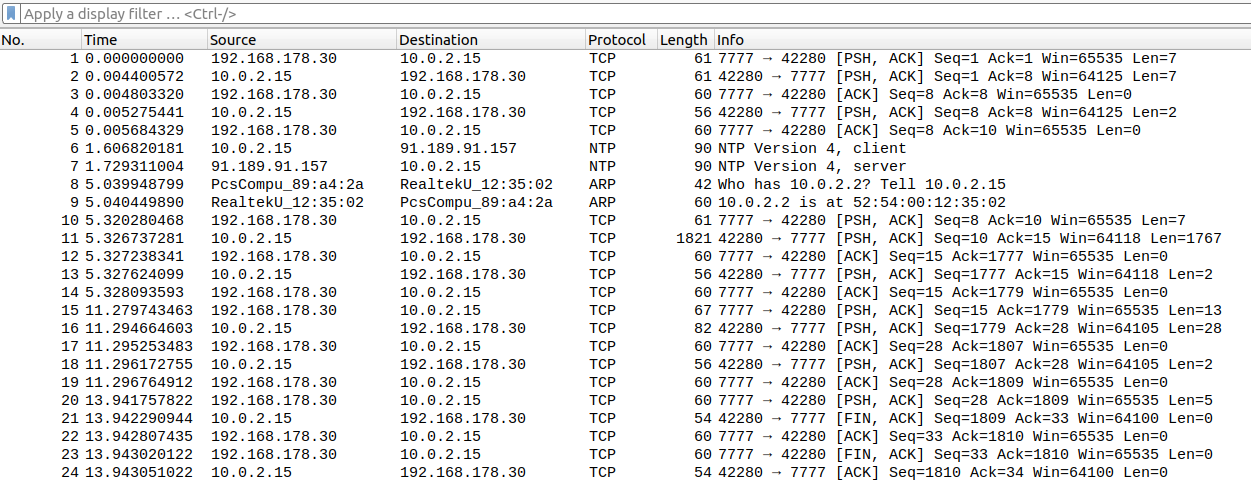 Apply a display filter … <Ctrl-/>
No. Time Source Destination Protocol Length Info
1 0.000000000 192.168.178.30 10.0.2.15 TCP 61 7777 → 42280 [PSH, ACK] Seq=1 Ack=1 Win=65535 Len=7
2 0.004400572 10.0.2.15 192.168.178.30 TCP 61 42280 → 7777 [PSH, ACK] Seq=1 Ack=8 Win=64125 Len=7
3 0.004803320 192.168.178.30 10.0.2.15 TCP 60 7777 → 42280 [ACK] Seq=8 Ack=8 Win=65535 Len=0
4 0.005275441 10.0.2.15 192.168.178.30 TCP 56 42280 → 7777 [PSH, ACK] Seq=8 Ack=8 Win=64125 Len=2
5 0.005684329 192.168.178.30 10.0.2.15 TCP 60 7777 → 42280 [ACK] Seq=8 Ack=10 Win=65535 Len=0
6 1.606820181 10.0.2.15 91.189.91.157 NTP 90 NTP Version 4, client
7 1.729311004 91.189.91.157 10.0.2.15 NTP 90 NTP Version 4, server
8 5.039948799 PcsCompu_89:a4:2a RealtekU_12:35:02 ARP 42 Who has 10.0.2.2? Tell 10.0.2.15
9 5.040449890 RealtekU_12:35:02 PcsCompu_89:a4:2a ARP 60 10.0.2.2 is at 52:54:00:12:35:02
10 5.320280468 192.168.178.30 10.0.2.15 TCP 61 7777 → 42280 [PSH, ACK] Seq=8 Ack=10 Win=65535 Len=7
11 5.326737281 10.0.2.15 192.168.178.30 TCP 1821 42280 → 7777 [PSH, ACK] Seq=10 Ack=15 Win=64118 Len=1767
12 5.327238341 192.168.178.30 10.0.2.15 TCP 60 7777 → 42280 [ACK] Seq=15 Ack=1777 Win=65535 Len=0
13 5.327624099 10.0.2.15 192.168.178.30 TCP 56 42280 → 7777 [PSH, ACK] Seq=1777 Ack=15 Win=64118 Len=2
14 5.328093593 192.168.178.30 10.0.2.15 TCP 60 7777 → 42280 [ACK] Seq=15 Ack=1779 Win=65535 Len=0
15 11.279743463 192.168.178.30 10.0.2.15 TCP 67 7777 → 42280 [PSH, ACK] Seq=15 Ack=1779 Win=65535 Len=13
16 11.294664603 10.0.2.15 192.168.178.30 TCP 82 42280 → 7777 [PSH, ACK] Seq=1779 Ack=28 Win=64105 Len=28
17 11.295253483 192.168.178.30 10.0.2.15 TCP 60 7777 → 42280 [ACK] Seq=28 Ack=1807 Win=65535 Len=0
18 11.296172755 10.0.2.15 192.168.178.30 TCP 56 42280 → 7777 [PSH, ACK] Seq=1807 Ack=28 Win=64105 Len=2
19 11.296764912 192.168.178.30 10.0.2.15 TCP 60 7777 → 42280 [ACK] Seq=28 Ack=1809 Win=65535 Len=0
20 13.941757822 192.168.178.30 10.0.2.15 TCP 60 7777 → 42280 [PSH, ACK] Seq=28 Ack=1809 Win=65535 Len=5
21 13.942290944 10.0.2.15 192.168.178.30 TCP 54 42280 → 7777 [FIN, ACK] Seq=1809 Ack=33 Win=64100 Len=0
22 13.942807435 192.168.178.30 10.0.2.15 TCP 60 7777 → 42280 [ACK] Seq=33 Ack=1810 Win=65535 Len=0
23 13.943020122 192.168.178.30 10.0.2.15 TCP 60 7777 → 42280 [FIN, ACK] Seq=33 Ack=1810 Win=65535 Len=0
24 13.943051022 10.0.2.15 192.168.178.30 TCP 54 42280 → 7777 [ACK] Seq=1810 Ack=34 Win=64100 Len=0